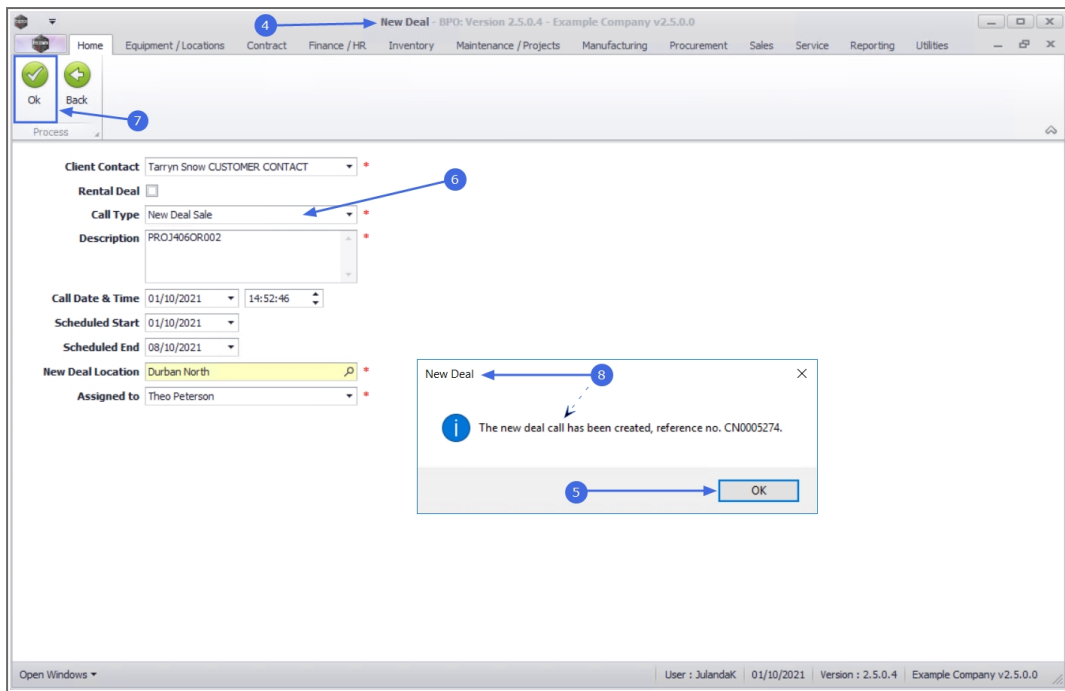 4
New Deal - BPO: Version 2.5.0.4 - Example Company v2.5.0.0
Home Equipment / Locations Contract Finance / HR Inventory Maintenance / Projects Manufacturing Procurement Sales Service Reporting Utilities
Ok Back
7
Process
Client Contact Tarryn Snow CUSTOMER CONTACT *
6
Rental Deal
Call Type New Deal Sale *
Description PROJ406OR002 *
Call Date & Time 01/10/2021 14:52:46
Scheduled Start 01/10/2021
Scheduled End 08/10/2021
New Deal Location Durban North *
Assigned to Theo Peterson *
New Deal 8
i The new deal call has been created, reference no. CN0005274.
5 OK
Open Windows User : JulandaK 01/10/2021 Version : 2.5.0.4 Example Company v2.5.0.0